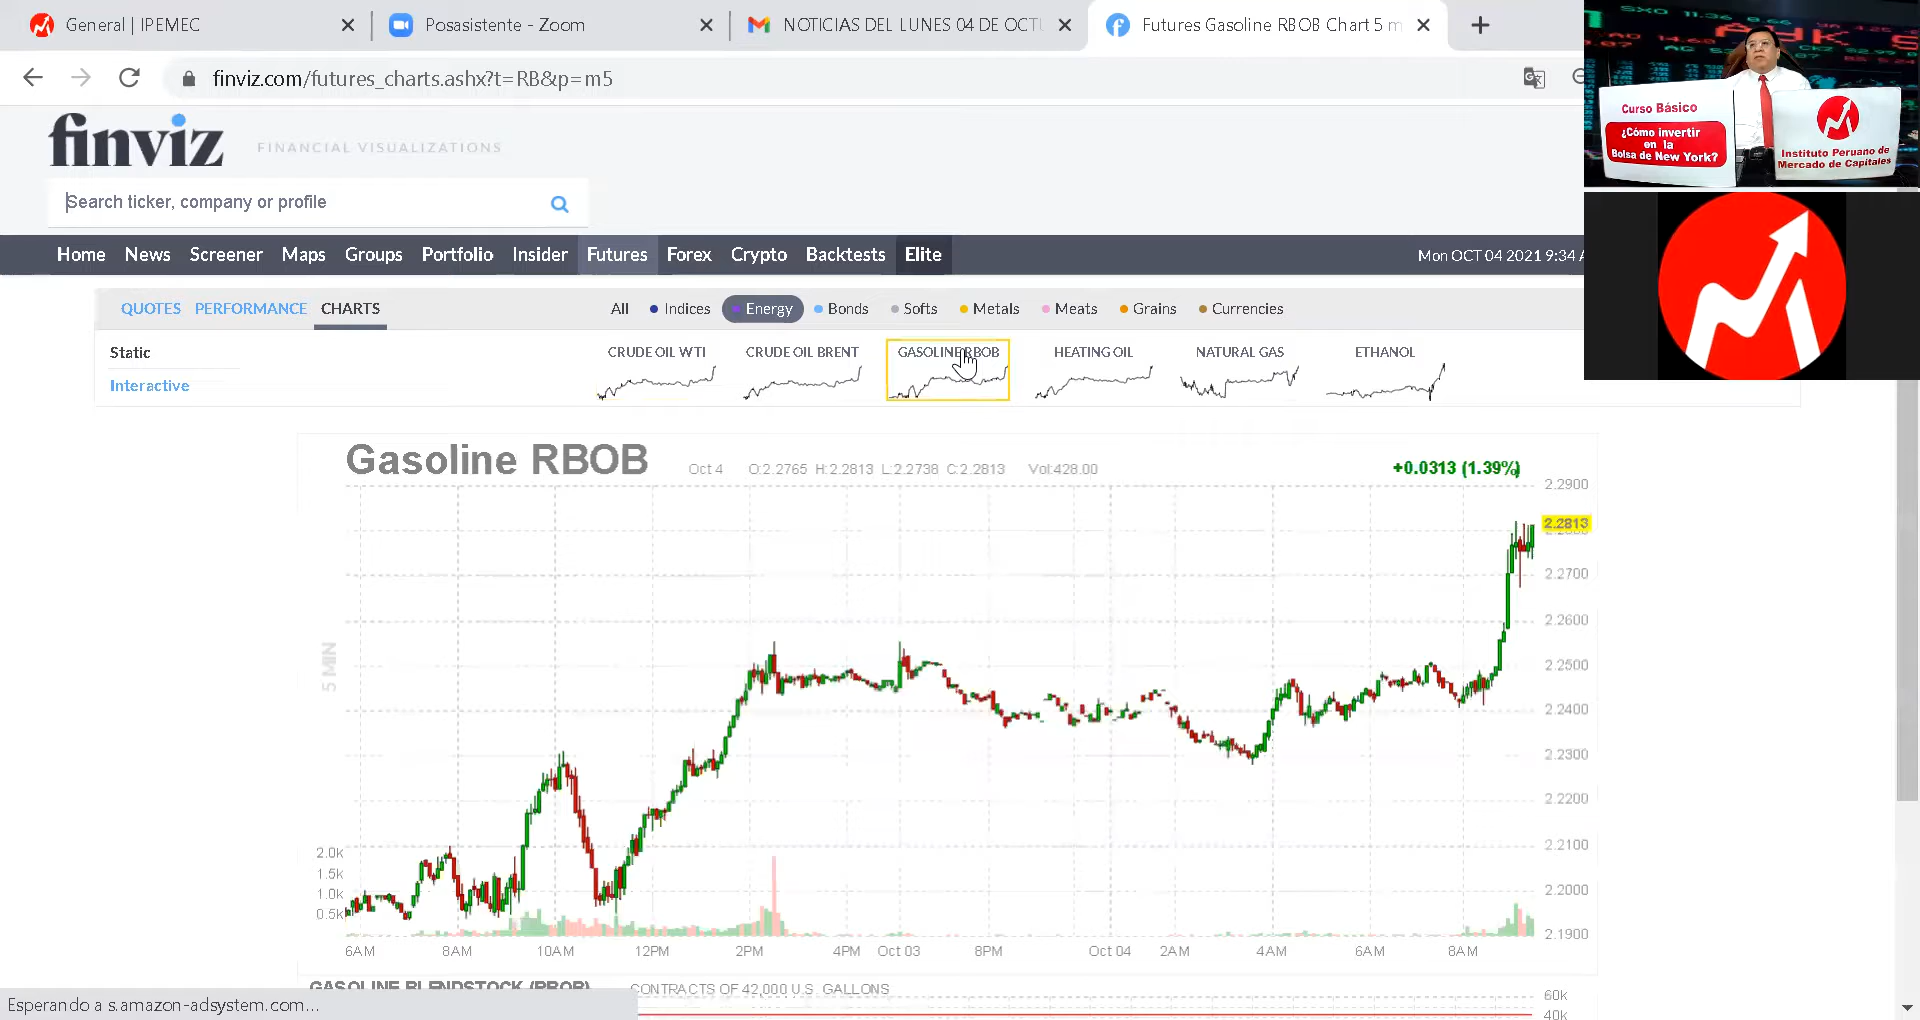 General | IPEMEC
Posasistente - Zoom
NOTICIAS DEL LUNES 04 DE OCTU
Futures Gasoline RBOB Chart 5 m
finviz.com/futures_charts.ashx?t=RB&p=m5
finviz
FINANCIAL VISUALIZATIONS
Search ticker, company or profile
Home News Screener Maps Groups Portfolio Insider Futures Forex Crypto Backtests Elite
Mon OCT 04 2021 9:34 A
QUOTES PERFORMANCE CHARTS
All Indices Energy Bonds Softs Metals Meats Grains Currencies
Static
Interactive
CRUDE OIL WTI CRUDE OIL BRENT GASOLINE RBOB HEATING OIL NATURAL GAS ETHANOL
Curso Básico
¿Cómo invertir
en la
Bolsa de New York?
Instituto Peruano de
Mercado de Capitales
Gasoline RBOB
Oct 4 O:2.2765 H:2.2813 L:2.2738 C:2.2813 Vol:428.00
+0.0313 (1.39%)
2.2900
2.2813
2.2700
2.2600
2.2500
2.2400
2.2300
2.2200
2.2100
2.2000
2.1900
5 MIN
2.0k
1.5k
1.0k
0.5k
6AM 8AM 10AM 12PM 2PM 4PM Oct 03 8PM Oct 04 2AM 4AM 6AM 8AM
GASOLINE BLENDSTOCK (RBOB) CONTRACTS OF 42,000 U.S. GALLONS
60k
40k
Esperando a s.amazon-adsystem.com...